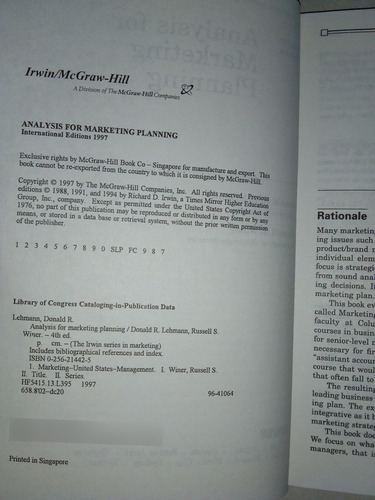 Irwin/McGraw-Hill
A Division of The McGraw-Hill Companies
ANALYSIS FOR MARKETING PLANNING
International Editions 1997
Exclusive rights by McGraw-Hill Book Co – Singapore for manufacture and export. This
book cannot be re-exported from the country to which it is consigned by McGraw-Hill.
Copyright © 1997 by The McGraw-Hill Companies, Inc. All rights reserved. Previous
editions © 1988, 1991, and 1994 by Richard D. Irwin, a Times Mirror Higher Education
Group, Inc., company. Except as permitted under the United States Copyright Act of
1976, no part of this publication may be reproduced or distributed in any form or by any
means, or stored in a data base or retrieval system, without the prior written permission
of the publisher.
1 2 3 4 5 6 7 8 9 0 SLP FC 9 8 7
Library of Congress Cataloging-in-Publication Data
Lehmann, Donald R.
Analysis for marketing planning / Donald R. Lehmann, Russell S.
Winer. – 4th ed.
p. cm. – (The Irwin series in marketing)
Includes bibliographical references and index.
ISBN 0-256-21442-5
1. Marketing–United States–Management. I. Winer, Russell S.
II. Title. II. Series.
HF5415.13.L395 1997
658.8'02–dc20 96-41064
Printed in Singapore
Rationale
Many marketin
ing issues such
product/brand
individual elem
focus is strategi
from sound anal
ing decisions. I
marketing plan.
This book ev
called Marketing
faculty at Colu
courses in busin
for senior-level
necessary for fir
"assistant accou
course that woul
that often fall to
The resulting
leading business
ing plan. The ex
integrative as it
marketing strate
This book doe
We focus on wha
managers, that i